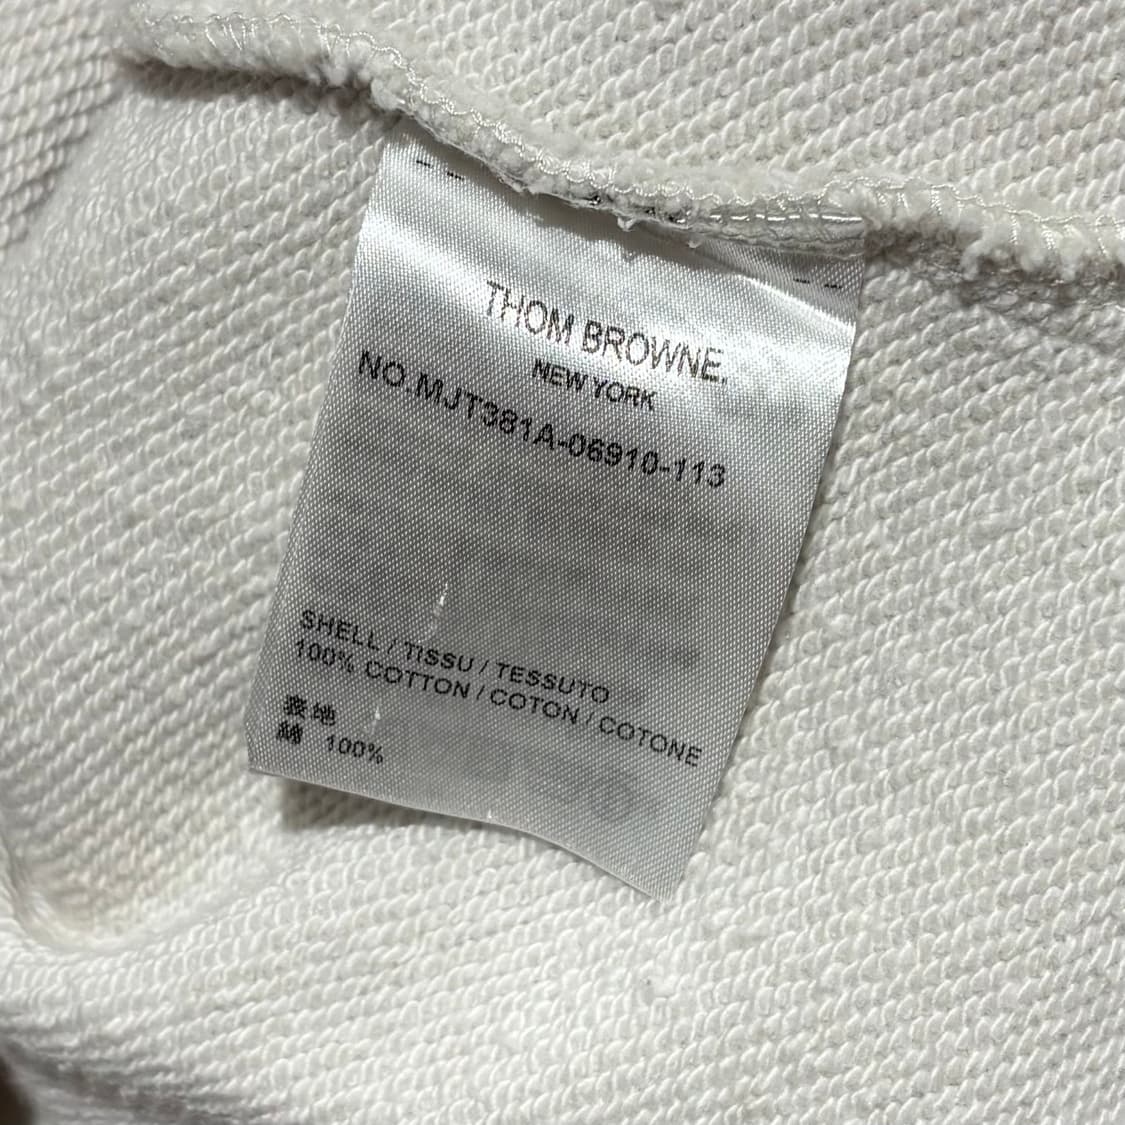 THOM BROWNE.
NEW YORK
NO.MJT381A-06910-113
SHELL / TISSU / TESSUTO
100% COTTON / COTON / COTONE
表地
綿 100%